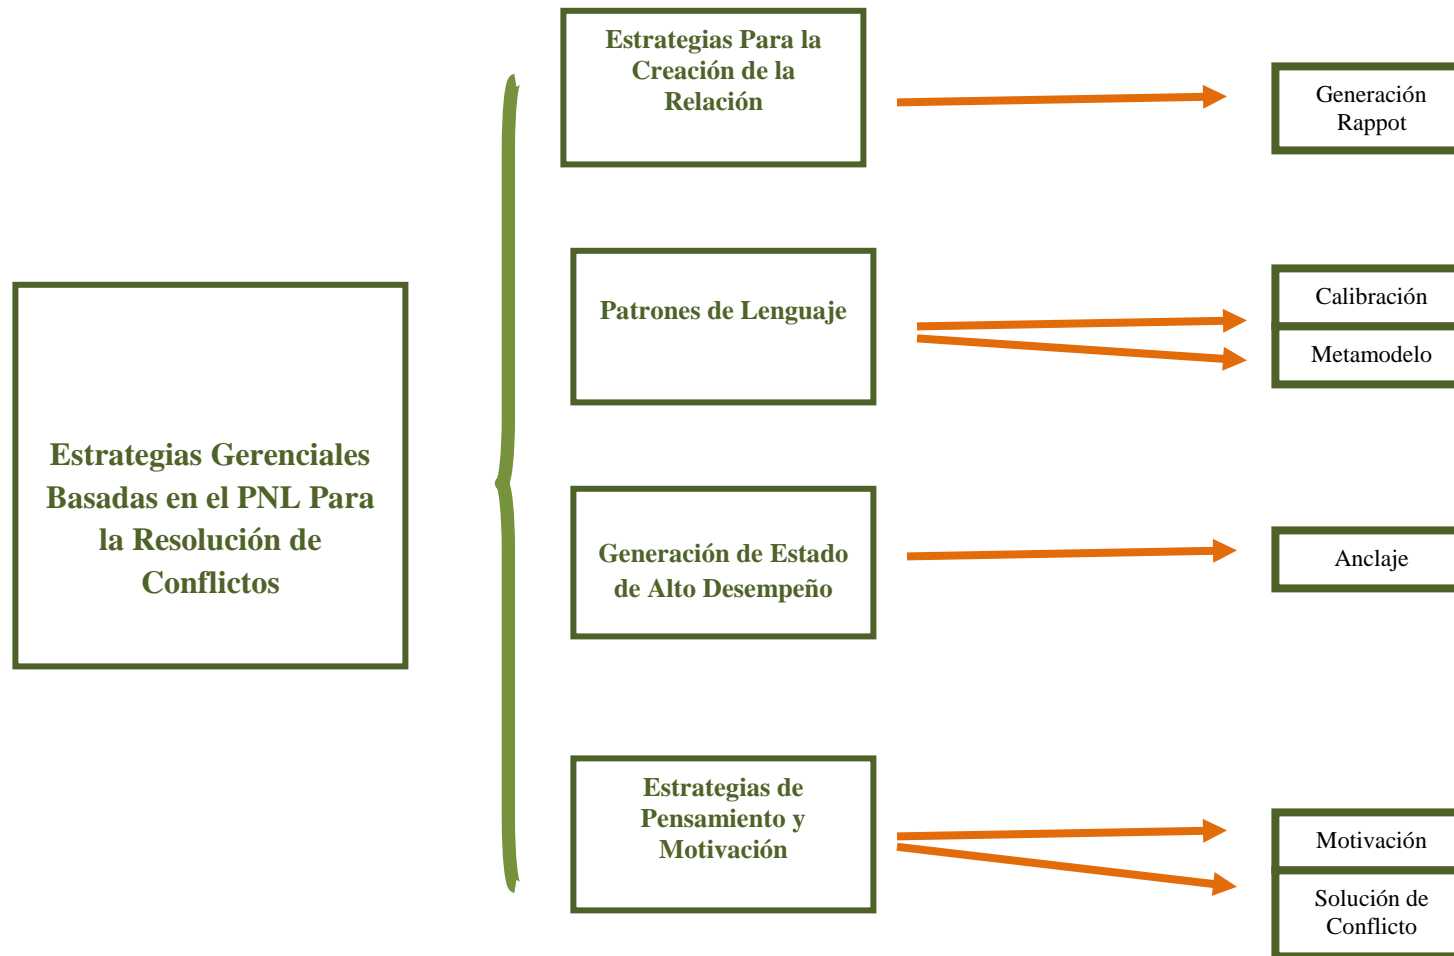 Estrategias Gerenciales
Basadas en el PNL Para
la Resolución de
Conflictos
Estrategias Para la
Creación de la
Relación
Generación
Rappot
Patrones de Lenguaje
Calibración
Metamodelo
Generación de Estado
de Alto Desempeño
Anclaje
Estrategias de
Pensamiento y
Motivación
Motivación
Solución de
Conflicto